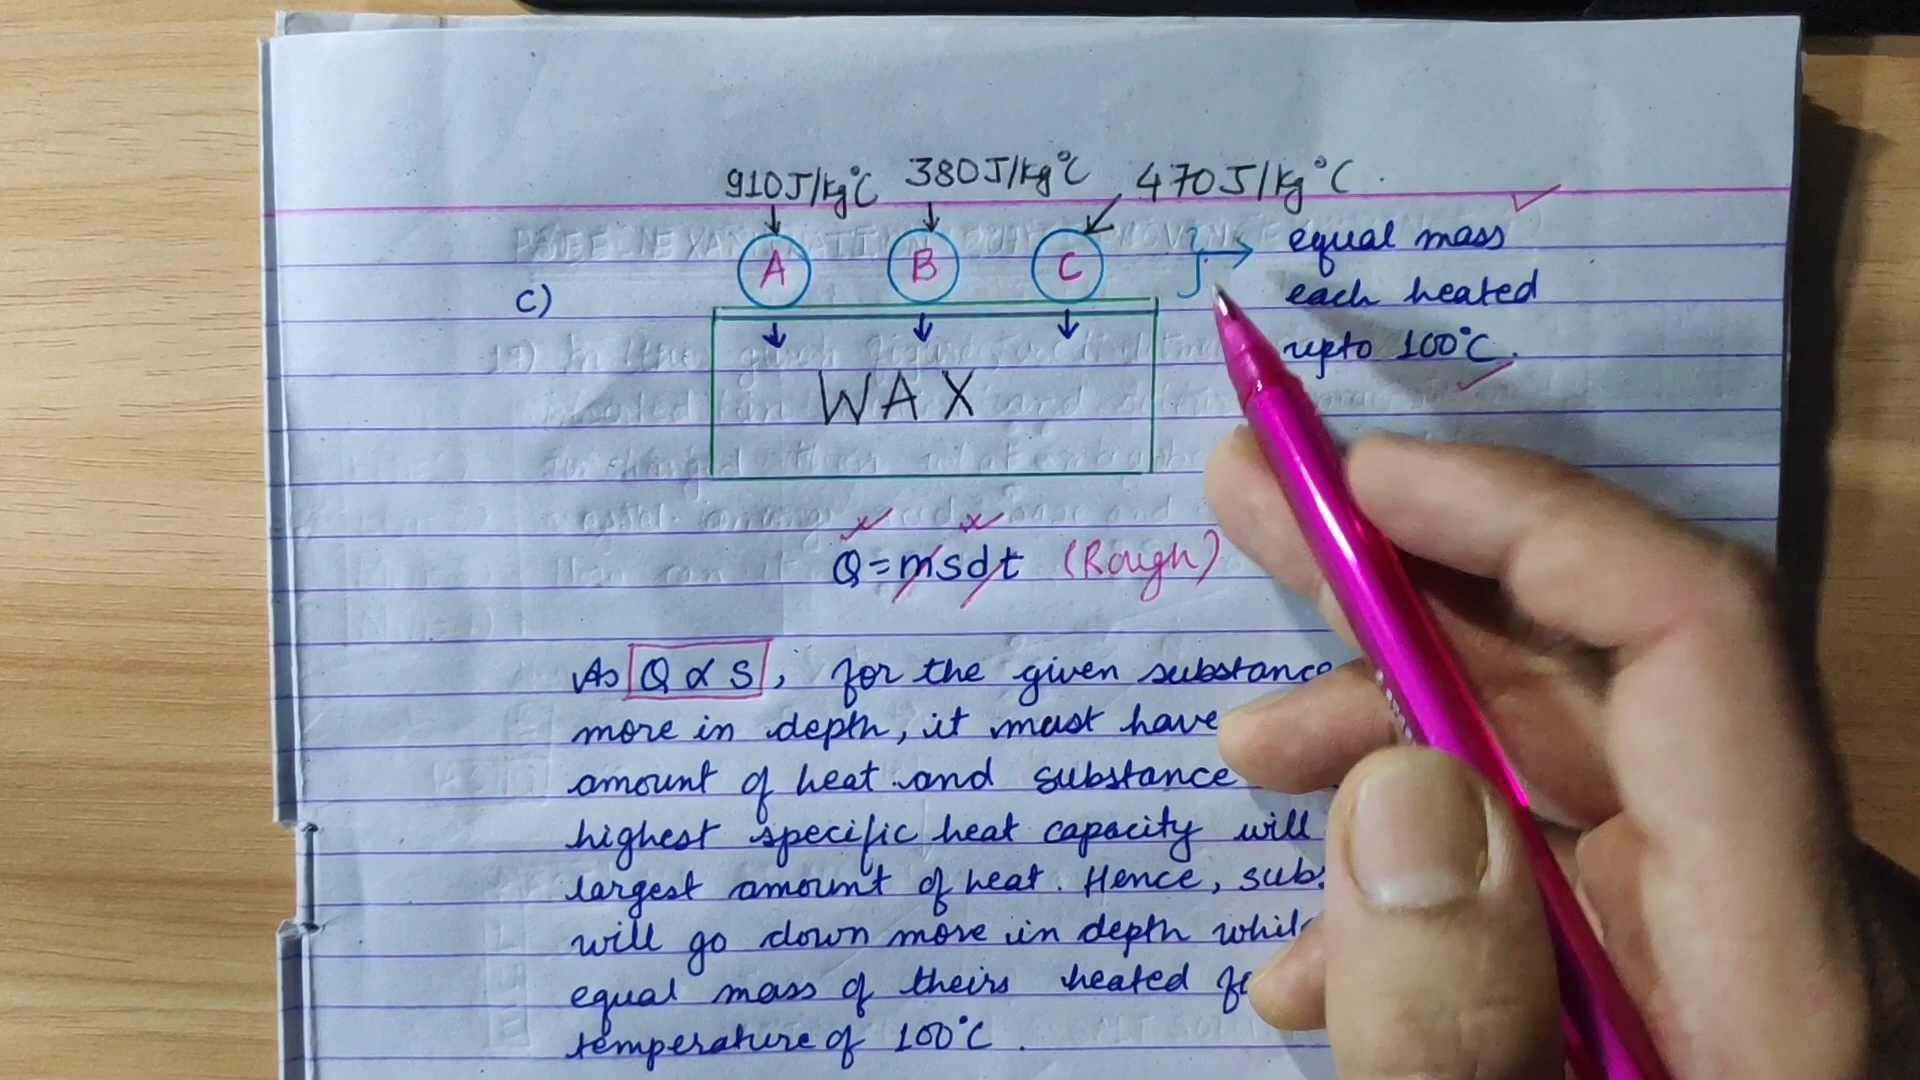 910J/kg°C 380J/kg°C 470J/kg°C.
A B C
equal mass
c)
each heated
upto 100°C.
WAX
Q=msdt (Rough)
As Q α S, for the given substance
more in depth, it must have
amount of heat and substance
highest specific heat capacity will
largest amount of heat. Hence,
will go down more in depth
equal mass of theirs heated
temperature of 100°C.